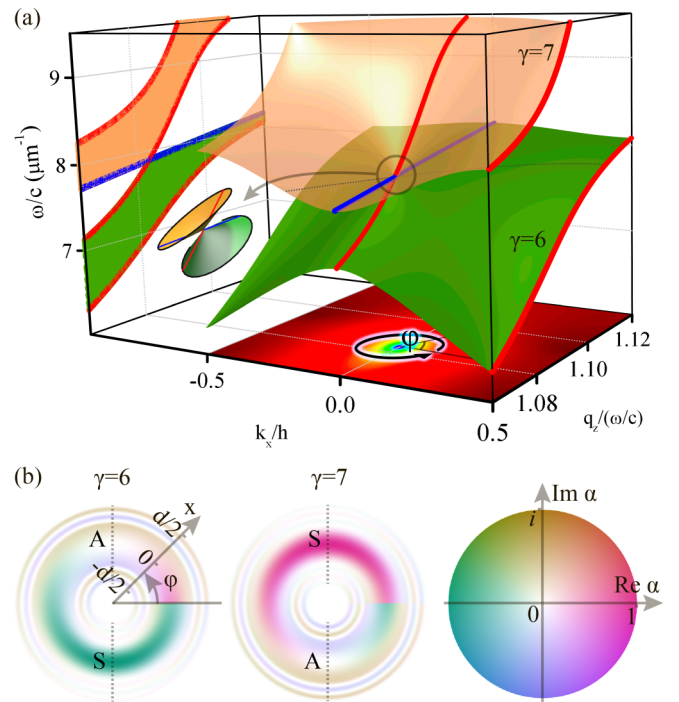 (a)
9
8
7
ω/c (μm⁻¹)
γ=7
γ=6
φ
-0.5
0.0
0.5
k_x/h
1.08
1.10
1.12
q_z/(ω/c)
(b)
γ=6
γ=7
A
S
d/2
0
-d/2
x
φ
S
A
Im α
i
Re α
0
1